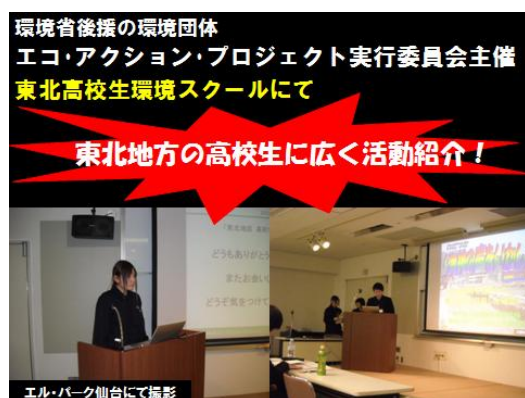 環境省後援の環境団体
エコ・アクション・プロジェクト実行委員会主催
東北高校生環境スクールにて
東北地方の高校生に広く活動紹介！
どうもありがとう
またお会い
どうぞ気をつけて
エル・パーク仙台にて撮影